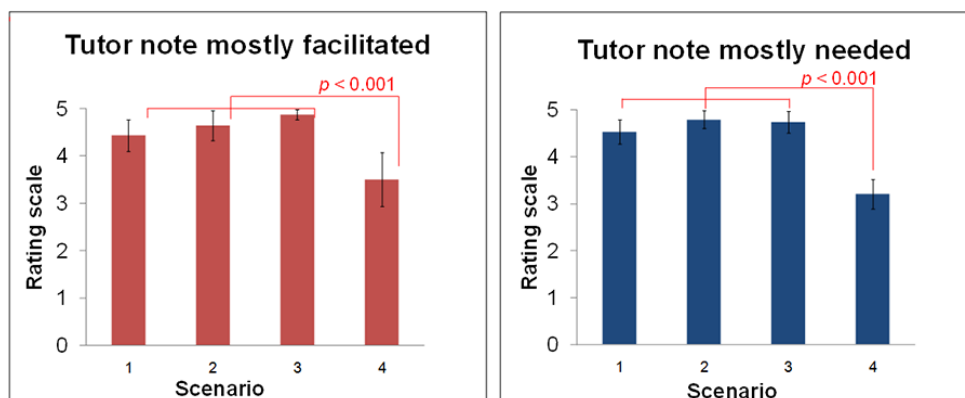 Tutor note mostly facilitated
p < 0.001
5
4
3
2
1
0
Rating scale
1 2 3 4
Scenario
Tutor note mostly needed
p < 0.001
5
4
3
2
1
0
Rating scale
1 2 3 4
Scenario